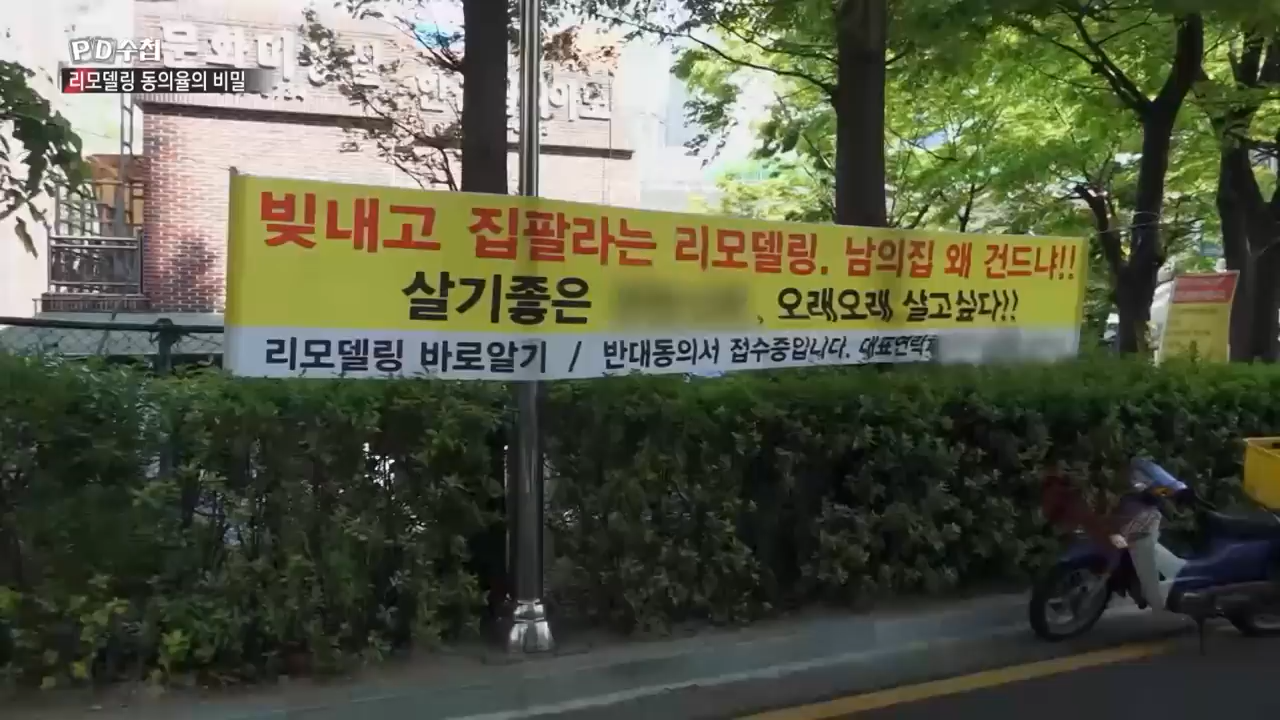 PD수첩
리모델링 동의율의 비밀
빚내고 집팔라는 리모델링. 남의집 왜 건드냐!!
살기좋은 , 오래오래 살고싶다!!
리모델링 바로알기 / 반대동의서 접수중입니다. 대표연락